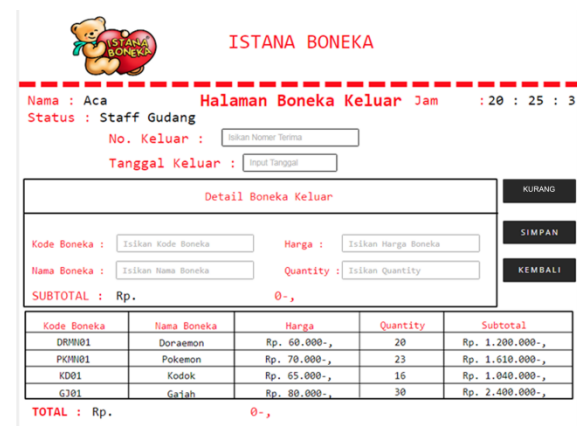 ISTANA
BONEKA
ISTANA BONEKA
Nama : Aca
Halaman Boneka Keluar
Jam : 20 : 25 : 3
Status : Staff Gudang
No. Keluar : Isikan Nomer Terima
Tanggal Keluar : Input Tanggal
Detail Boneka Keluar
KURANG
SIMPAN
KEMBALI
Kode Boneka : Isikan Kode Boneka
Harga : Isikan Harga Boneka
Nama Boneka : Isikan Nama Boneka
Quantity : Isikan Quantity
SUBTOTAL : Rp. 0-,
Kode Boneka Nama Boneka Harga Quantity Subtotal
DRMN01 Doraemon Rp. 60.000-, 20 Rp. 1.200.000-,
PKMN01 Pokemon Rp. 70.000-, 23 Rp. 1.610.000-,
KD01 Kodok Rp. 65.000-, 16 Rp. 1.040.000-,
GJ01 Gajah Rp. 80.000-, 30 Rp. 2.400.000-,
TOTAL : Rp. 0-,